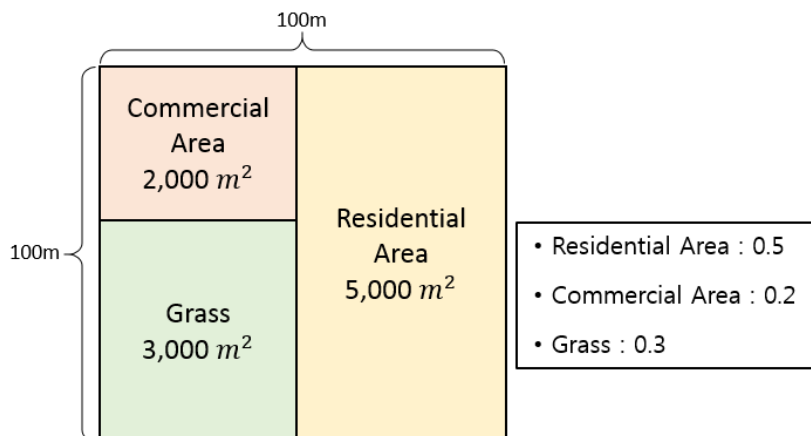 100m
100m
Commercial
Area
2,000 m²
Grass
3,000 m²
Residential
Area
5,000 m²
• Residential Area : 0.5
• Commercial Area : 0.2
• Grass : 0.3